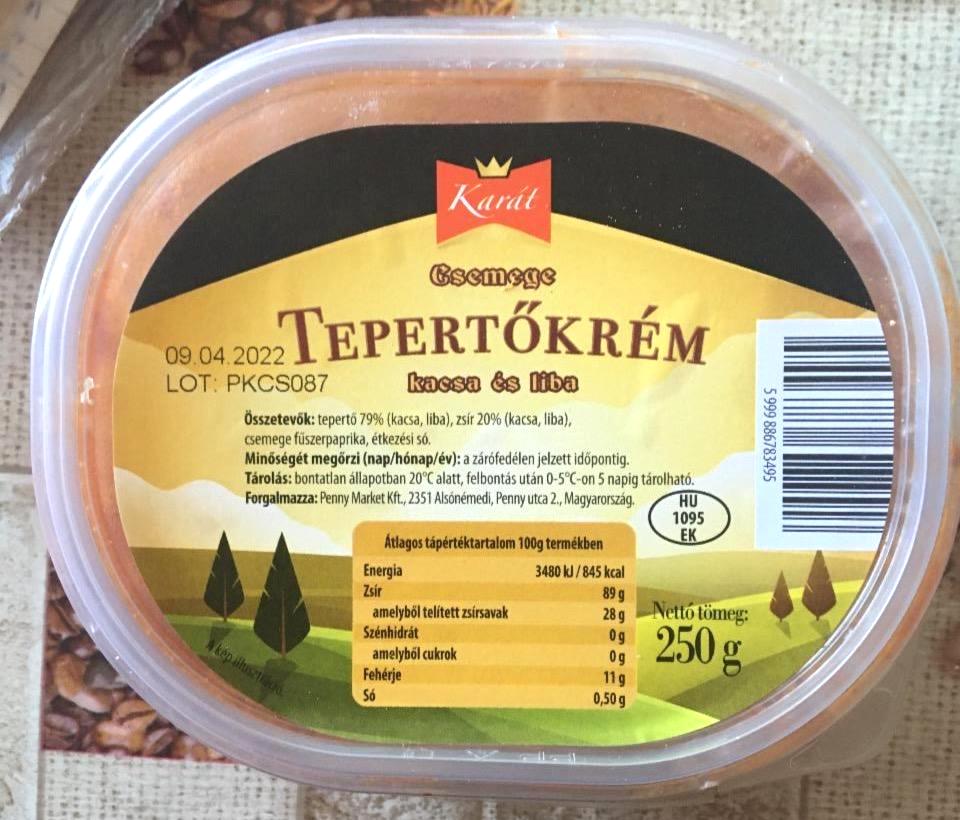 Karát
Csemege
TEPERTŐKRÉM
kacsa és liba
09.04.2022
LOT: PKCS087
Összetevők: tepertő 79% (kacsa, liba), zsír 20% (kacsa, liba),
csemege fűszerpaprika, étkezési só.
Minőségét megőrzi (nap/hónap/év): a zárófedélen jelzett időpontig.
Tárolás: bontatlan állapotban 20°C alatt, felbontás után 0-5°C-on 5 napig tárolható.
Forgalmazza: Penny Market Kft., 2351 Alsónémedi, Penny utca 2., Magyarország.
HU
1095
EK
5 999886 783495
Átlagos tápértéktartalom 100g termékben
Energia 3480 kJ / 845 kcal
Zsír 89 g
amelyből telített zsírsavak 28 g
Szénhidrát 0 g
amelyből cukrok 0 g
Fehérje 11 g
Só 0,50 g
Nettó tömeg:
250 g
A kép illusztráció.